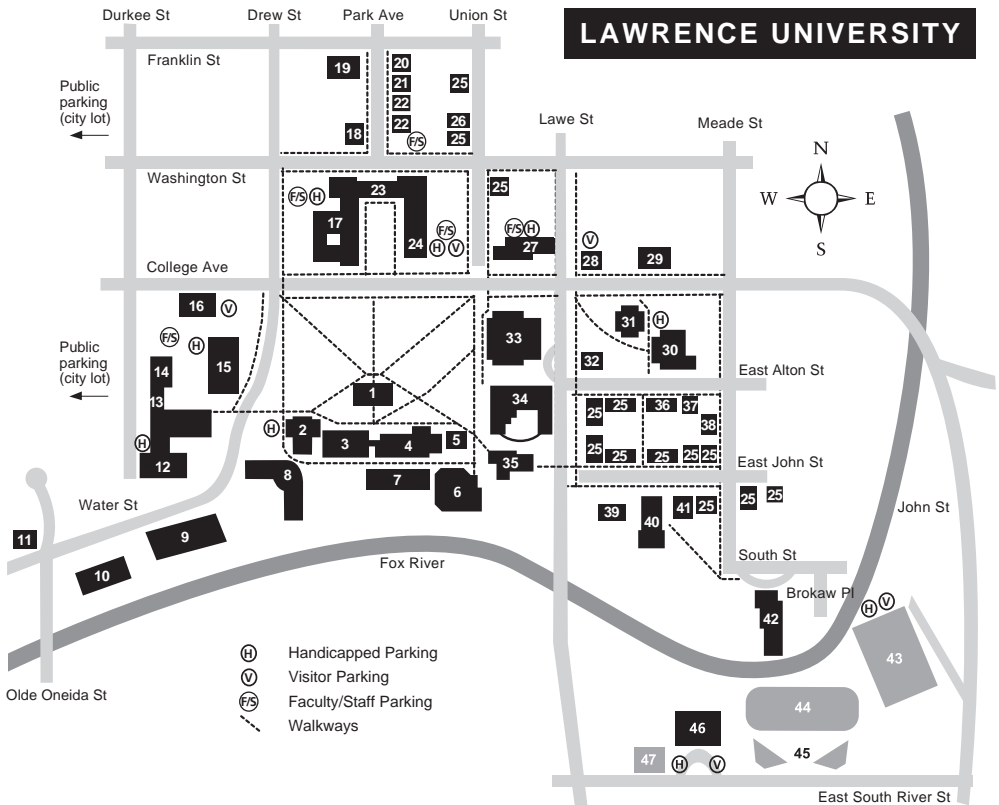 Durkee St
Drew St
Park Ave
Union St
LAWRENCE UNIVERSITY
Franklin St
19
20
21
25
22
Public
parking
(city lot)
18
22
26
25
F/S
Lawe St
Meade St
N
W
E
S
Washington St
F/S
H
23
17
24
F/S
H
V
25
F/S
H
27
V
28
29
College Ave
16
V
F/S
H
15
14
13
Public
parking
(city lot)
33
31
H
30
32
East Alton St
1
34
25
25
36
37
38
H
2
3
4
5
35
25
25
25
25
25
H
12
East John St
8
7
6
Water St
39
40
41
25
25
25
John St
11
9
10
Fox River
South St
Brokaw Pl
42
H
V
43
H
Handicapped Parking
V
Visitor Parking
F/S
Faculty/Staff Parking
Walkways
Olde Oneida St
44
46
45
47
H
V
East South River St